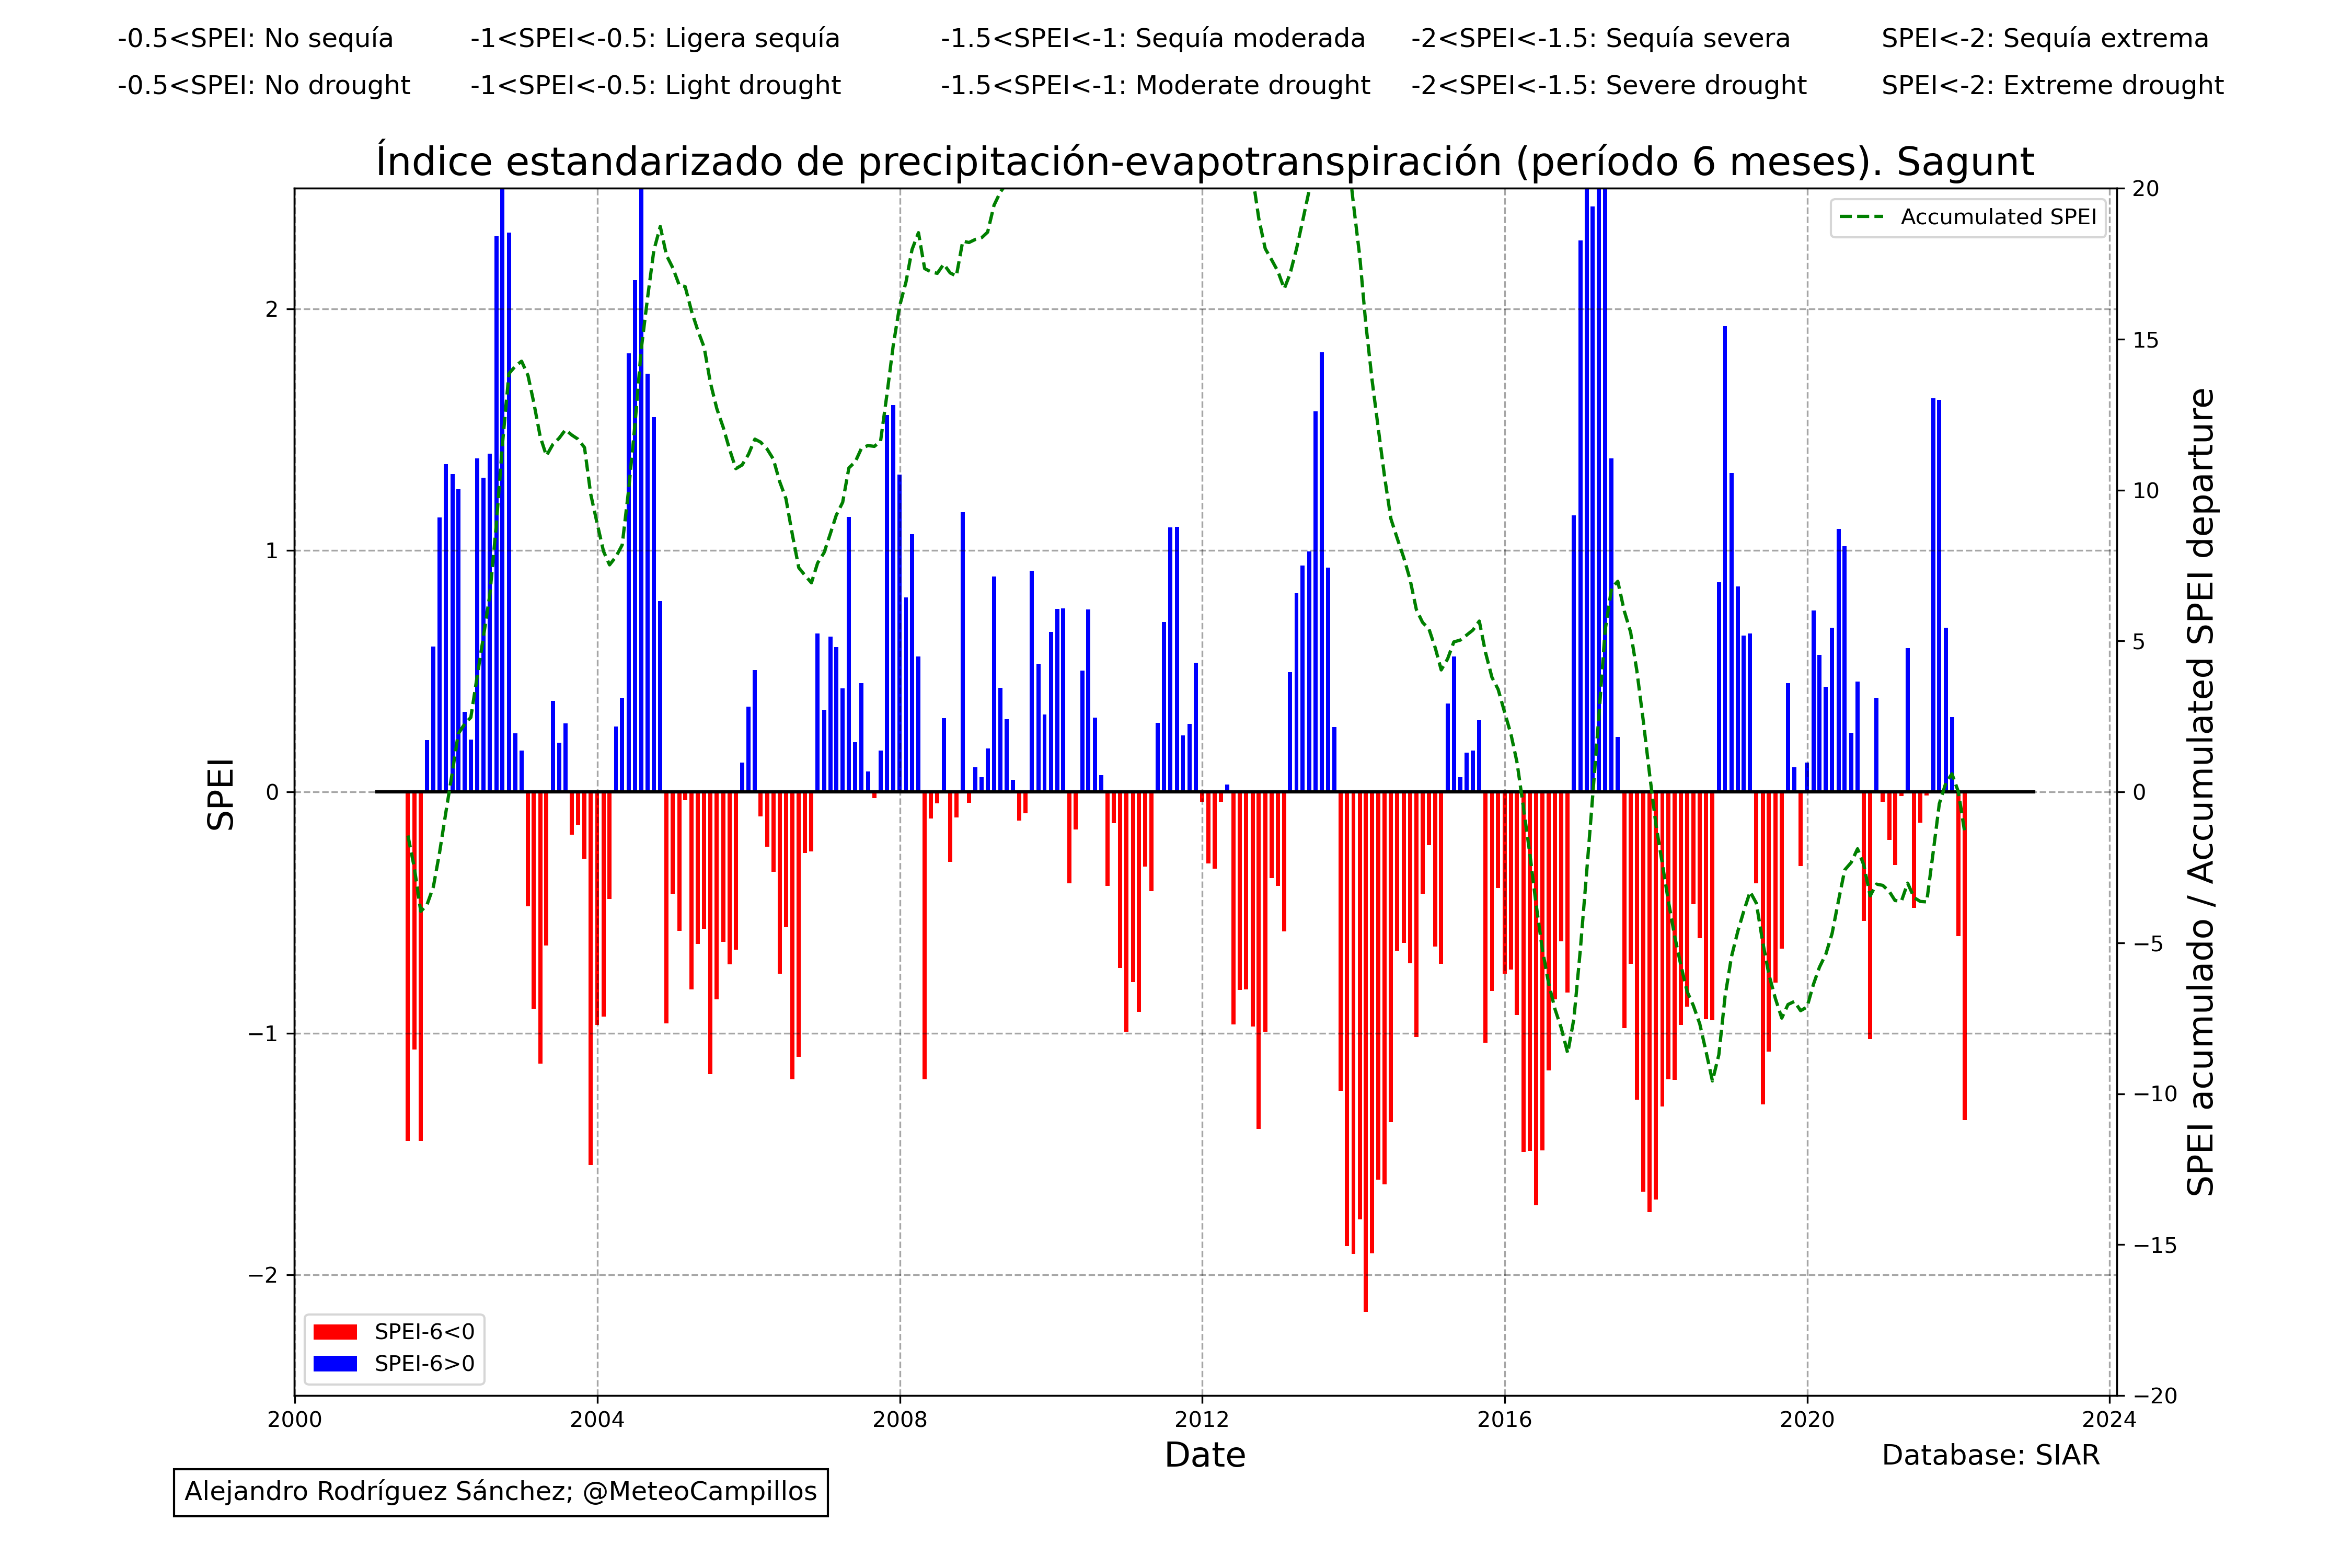 -0.5<SPEI: No sequía -1<SPEI<-0.5: Ligera sequía -1.5<SPEI<-1: Sequía moderada -2<SPEI<-1.5: Sequía severa SPEI<-2: Sequía extrema
-0.5<SPEI: No drought -1<SPEI<-0.5: Light drought -1.5<SPEI<-1: Moderate drought -2<SPEI<-1.5: Severe drought SPEI<-2: Extreme drought
Índice estandarizado de precipitación-evapotranspiración (período 6 meses). Sagunt
Accumulated SPEI
SPEI
2
1
0
−1
−2
20
15
10
5
0
−5
−10
−15
−20
SPEI acumulado / Accumulated SPEI departure
SPEI-6<0
SPEI-6>0
2000 2004 2008 2012 2016 2020 2024
Date
Database: SIAR
Alejandro Rodríguez Sánchez; @MeteoCampillos